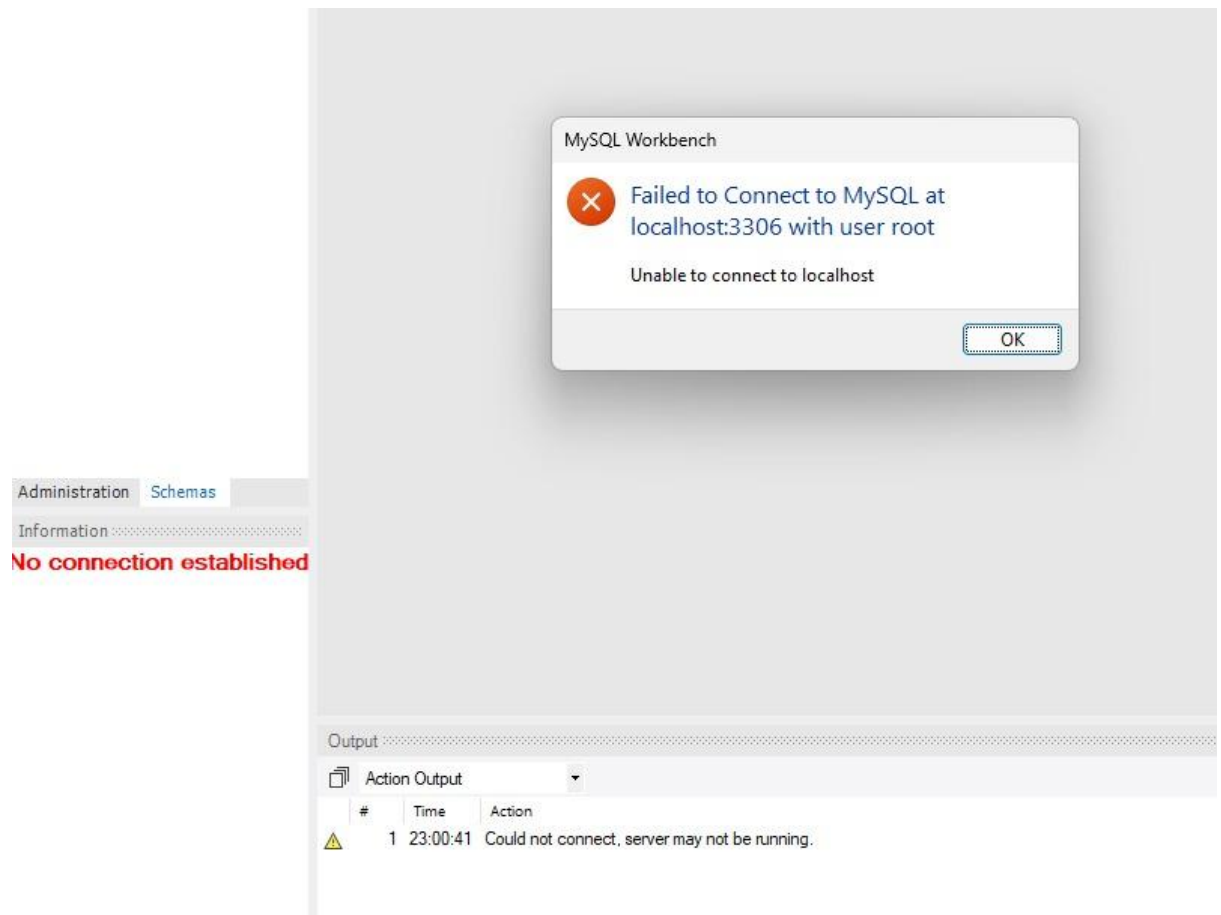 MySQL Workbench
Failed to Connect to MySQL at
localhost:3306 with user root
Unable to connect to localhost
OK
Administration Schemas
Information
No connection established
Output
Action Output
# Time Action
1 23:00:41 Could not connect, server may not be running.